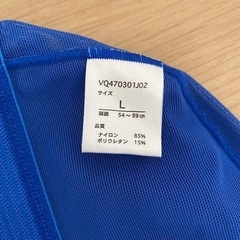 VQ470301J02
サイズ
L
頭囲 54～59cm
品質
ナイロン 85%
ポリウレタン 15%